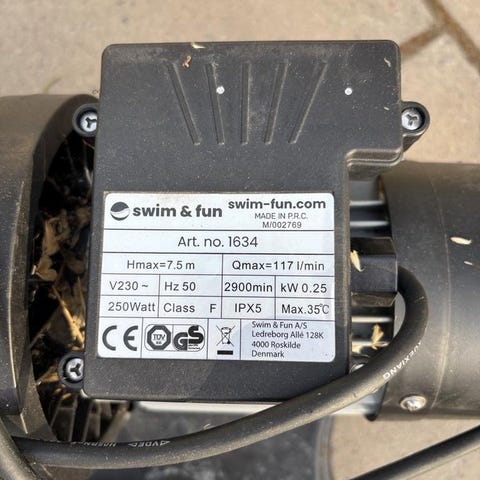 swim & fun swim-fun.com
MADE IN P.R.C.
M/002769
Art. no. 1634
Hmax=7.5 m Qmax=117 l/min
V230 ~ Hz 50 2900min kW 0.25
250Watt Class F IPX5 Max.35°C
CE TÜV GS
Swim & Fun A/S
Ledreborg Allé 128K
4000 Roskilde
Denmark